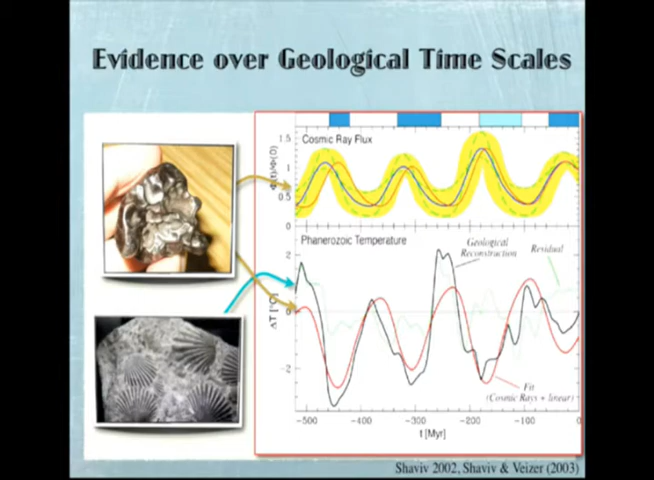 Evidence over Geological Time Scales
1.5
Cosmic Ray Flux
1
0.5
0
Φ(t)/Φ(0)
Phanerozoic Temperature
2
Geological
Reconstruction
Residual
0
ΔT [°C]
-2
Fit
(Cosmic Rays + linear)
-500
-400
-300
-200
-100
0
t [Myr]
Shaviv 2002, Shaviv & Veizer (2003)